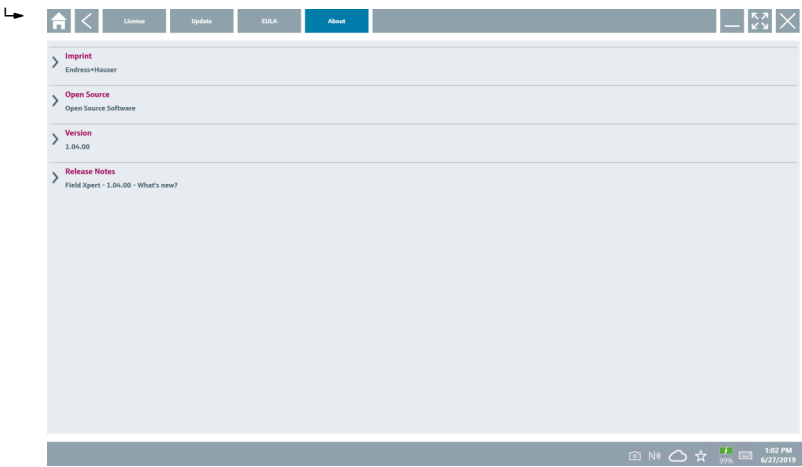 License Update EULA About
Imprint
Endress+Hauser
Open Source
Open Source Software
Version
1.04.00
Release Notes
Field Xpert - 1.04.00 - What's new?
1:02 PM
99% 6/27/2019